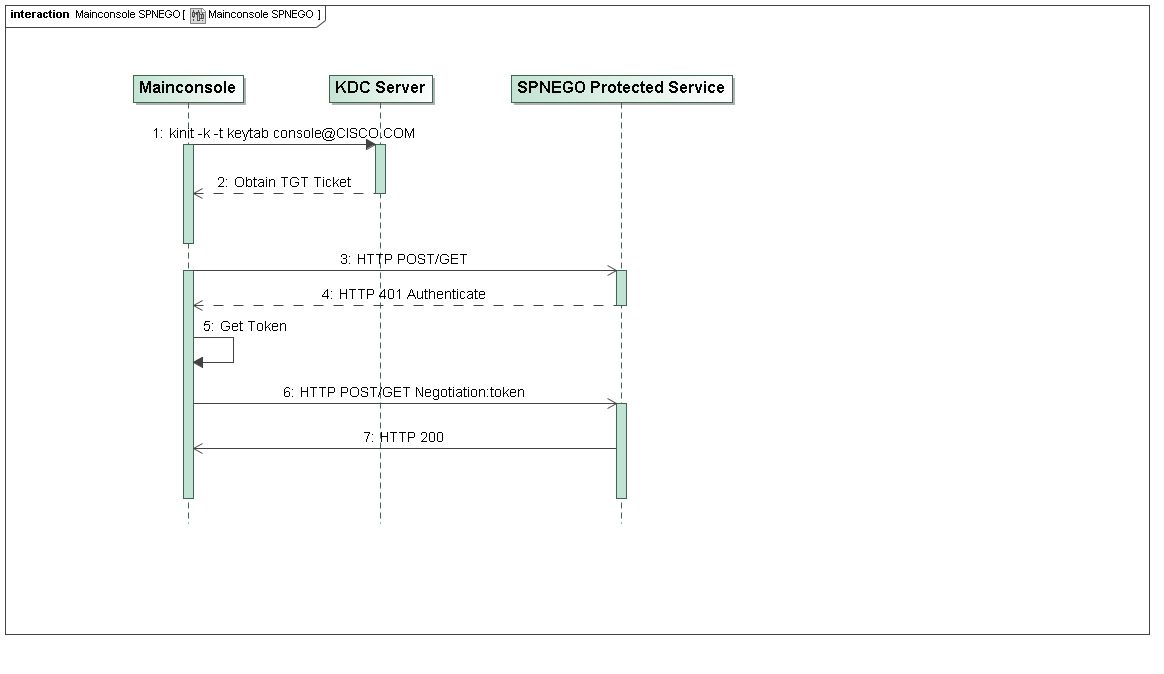 interaction Mainconsole SPNEGO [ Mainconsole SPNEGO ]
Mainconsole
KDC Server
SPNEGO Protected Service
1: kinit -k -t keytab console@CISCO.COM
2: Obtain TGT Ticket
3: HTTP POST/GET
4: HTTP 401 Authenticate
5: Get Token
6: HTTP POST/GET Negotiation:token
7: HTTP 200